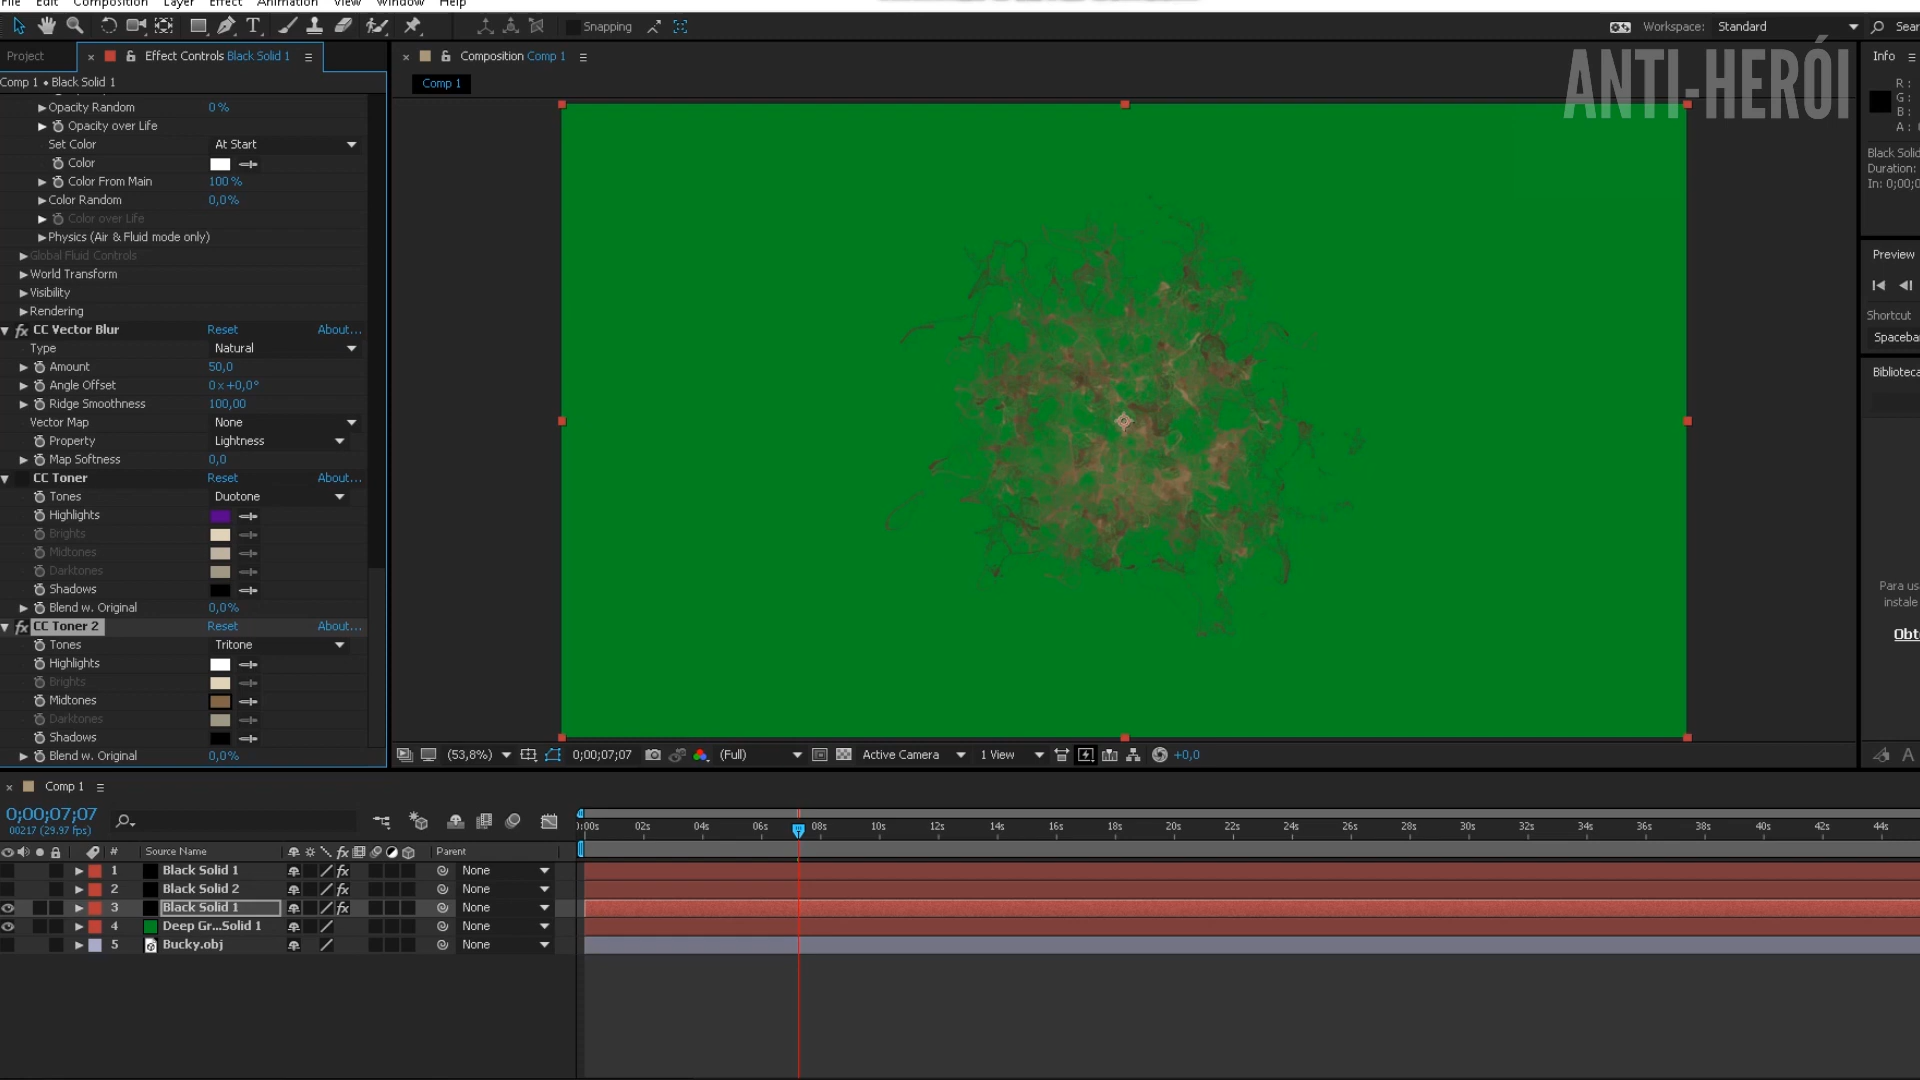 File Edit Composition Layer Effect Animation View Window Help
Snapping
Workspace: Standard
Project
Effect Controls Black Solid 1
Composition Comp 1
Info
ANTI-HERÓI
Comp 1 • Black Solid 1
Comp 1
R :
G :
B :
A :
Opacity Random 0 %
Opacity over Life
Set Color At Start
Color
Color From Main 100 %
Color Random 0,0 %
Color over Life
Physics (Air & Fluid mode only)
Global Fluid Controls
World Transform
Visibility
Rendering
fx CC Vector Blur Reset About...
Type Natural
Amount 50,0
Angle Offset 0 x +0,0°
Ridge Smoothness 100,00
Vector Map None
Property Lightness
Map Softness 0,0
CC Toner Reset About...
Tones Duotone
Highlights
Brights
Midtones
Darktones
Shadows
Blend w. Original 0,0%
fx CC Toner 2 Reset About...
Tones Tritone
Highlights
Brights
Midtones
Darktones
Shadows
Blend w. Original 0,0%
Black Solid
Duration:
In: 0;00;0
Preview
Shortcut
Spaceba
Bibliotec
Para us
instale
Obt
(53,8%) 0;00;07;07 (Full) Active Camera 1 View +0,0
Comp 1
0;00;07;07
00217 (29.97 fps)
):00s 02s 04s 06s 08s 10s 12s 14s 16s 18s 20s 22s 24s 26s 28s 30s 32s 34s 36s 38s 40s 42s 44s
# Source Name fx Parent
1 Black Solid 1 fx None
2 Black Solid 2 fx None
3 Black Solid 1 fx None
4 Deep Gr...Solid 1 None
5 Bucky.obj None